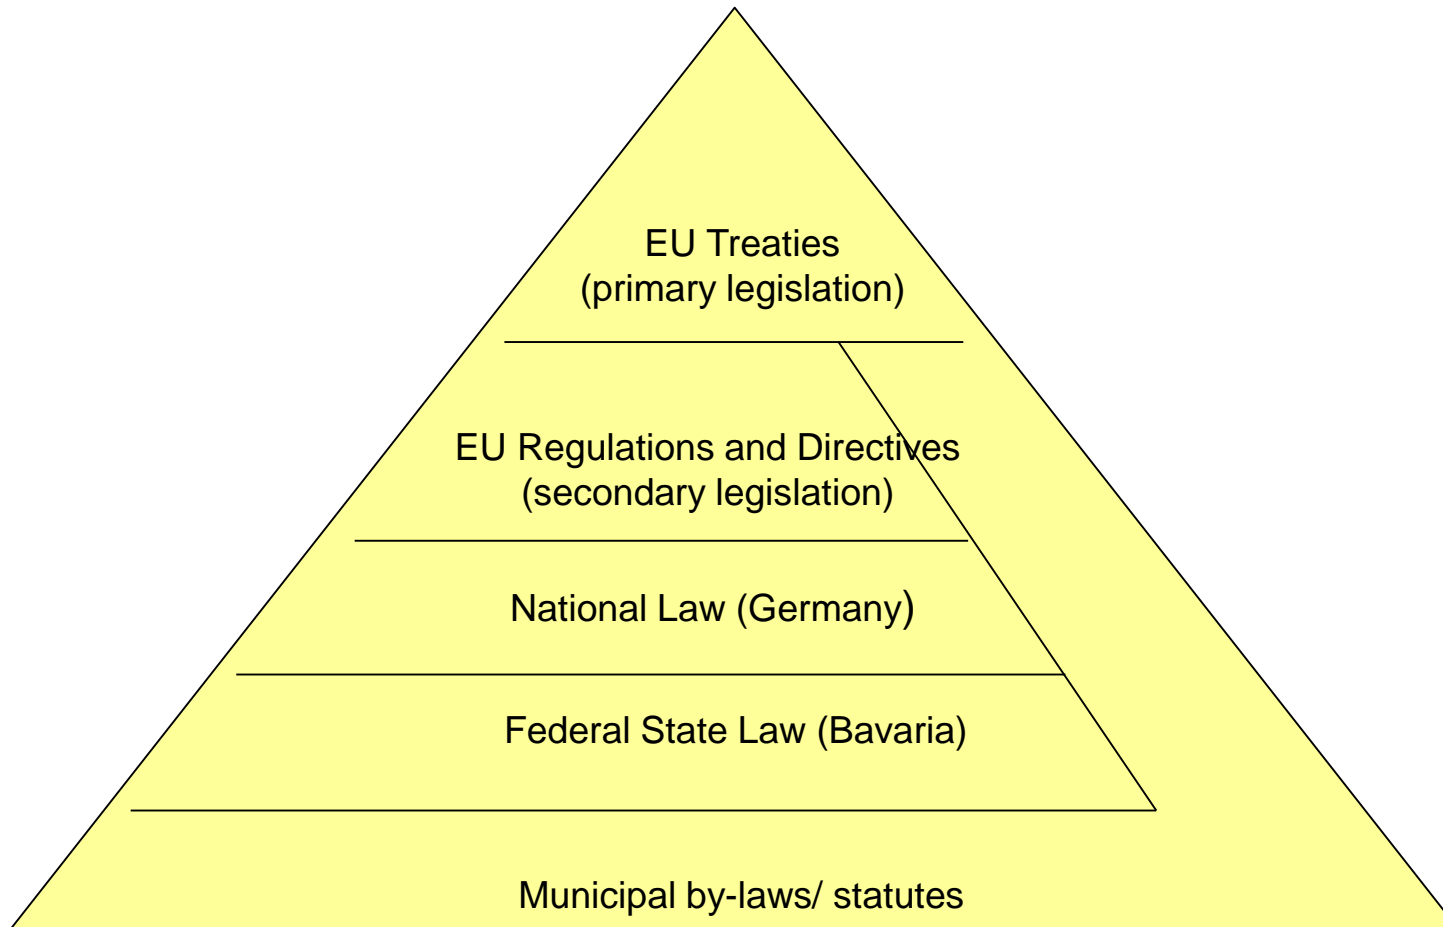 EU Treaties
(primary legislation)
EU Regulations and Directives
(secondary legislation)
National Law (Germany)
Federal State Law (Bavaria)
Municipal by-laws/ statutes